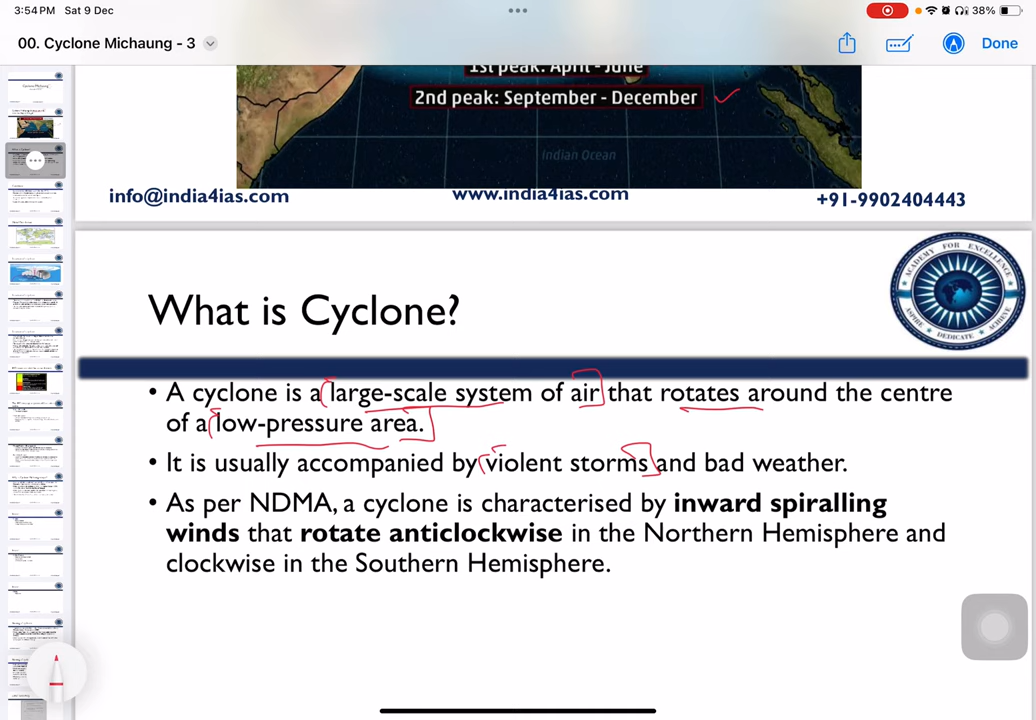 3:54 PM Sat 9 Dec
38%
00. Cyclone Michaung - 3
Done
1st peak: April - June
2nd peak: September - December
Indian Ocean
info@india4ias.com www.india4ias.com +91-9902404443
ACADEMY FOR EXCELLENCE
ASPIRE DEDICATE ACHIEVE
What is Cyclone?
• A cyclone is a large-scale system of air that rotates around the centre
of a low-pressure area.
• It is usually accompanied by violent storms and bad weather.
• As per NDMA, a cyclone is characterised by inward spiralling
winds that rotate anticlockwise in the Northern Hemisphere and
clockwise in the Southern Hemisphere.